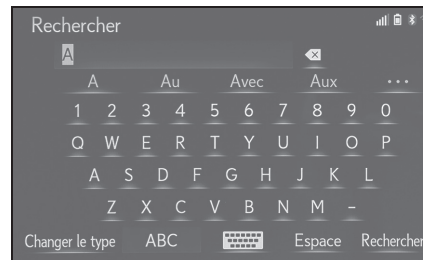 Rechercher
A
A Au Avec Aux ...
1 2 3 4 5 6 7 8 9 0
Q W E R T Y U I O P
A S D F G H J K L
Z X C V B N M -
Changer le type ABC Espace Rechercher